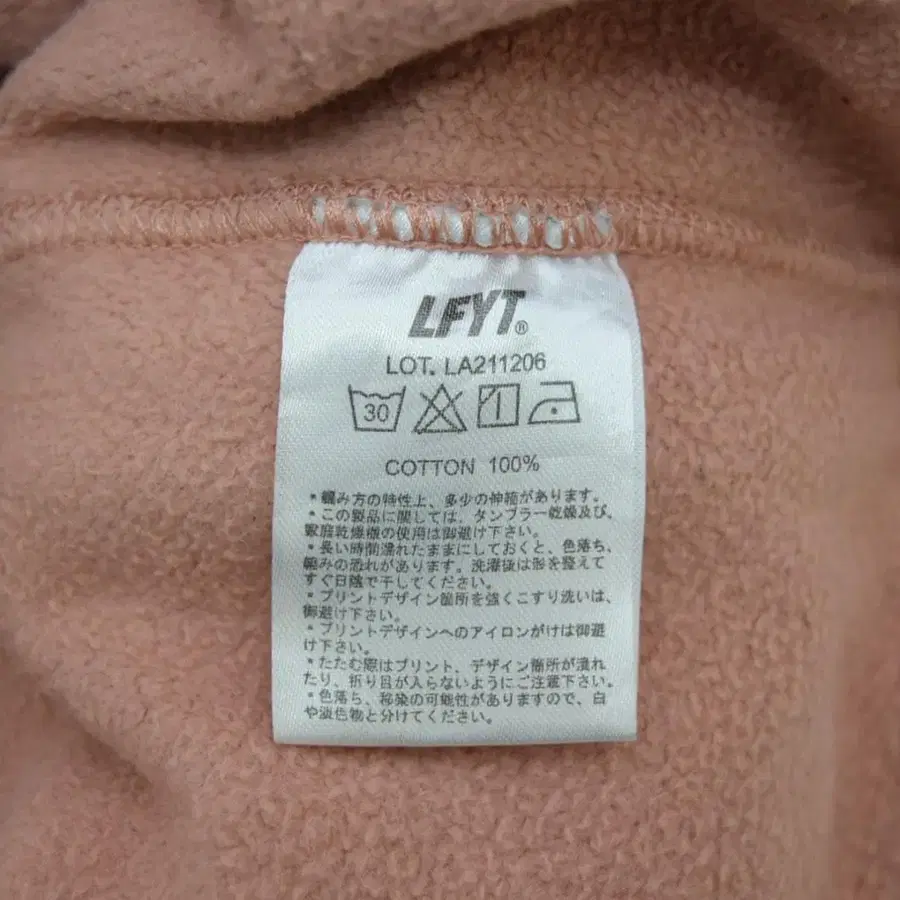 LFYT®
LOT. LA211206
30
COTTON 100%
*編み方の特性上、多少の伸縮があります。
*この製品に関しては、タンブラー乾燥及び、
家庭乾燥機の使用は御避け下さい。
*長い時間濡れたままにしておくと、色落ち、
縮みの恐れがあります。洗濯後は形を整えて
すぐ日陰で干してください。
*プリントデザイン箇所を強くこすり洗いは、
御避け下さい。
*プリントデザインへのアイロンがけは御避
け下さい。
*たたむ際はプリント、デザイン箇所が潰れ
たり、折り目が入らないようにご注意下さい。
*色落ち、移染の可能性がありますので、白
や淡色物と分けてください。